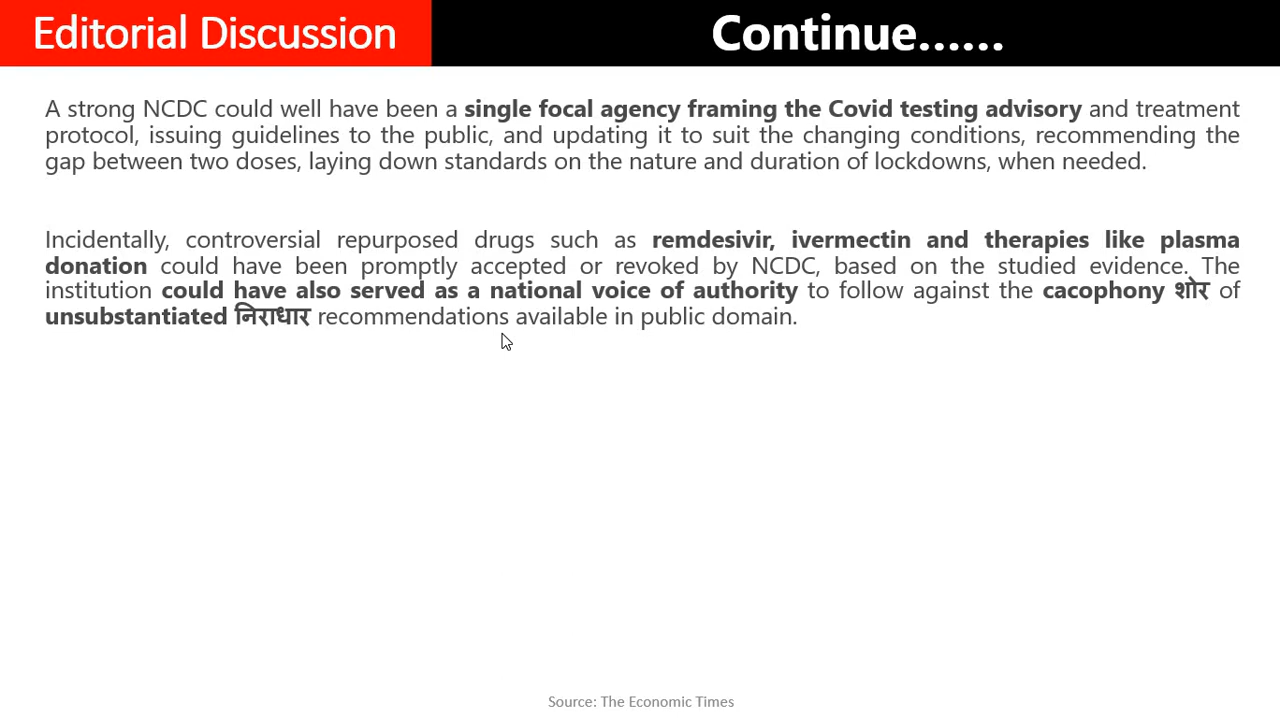 Editorial Discussion
Continue......
A strong NCDC could well have been a single focal agency framing the Covid testing advisory and treatment
protocol, issuing guidelines to the public, and updating it to suit the changing conditions, recommending the
gap between two doses, laying down standards on the nature and duration of lockdowns, when needed.
Incidentally, controversial repurposed drugs such as remdesivir, ivermectin and therapies like plasma
donation could have been promptly accepted or revoked by NCDC, based on the studied evidence. The
institution could have also served as a national voice of authority to follow against the cacophony शोर of
unsubstantiated निराधार recommendations available in public domain.
Source: The Economic Times